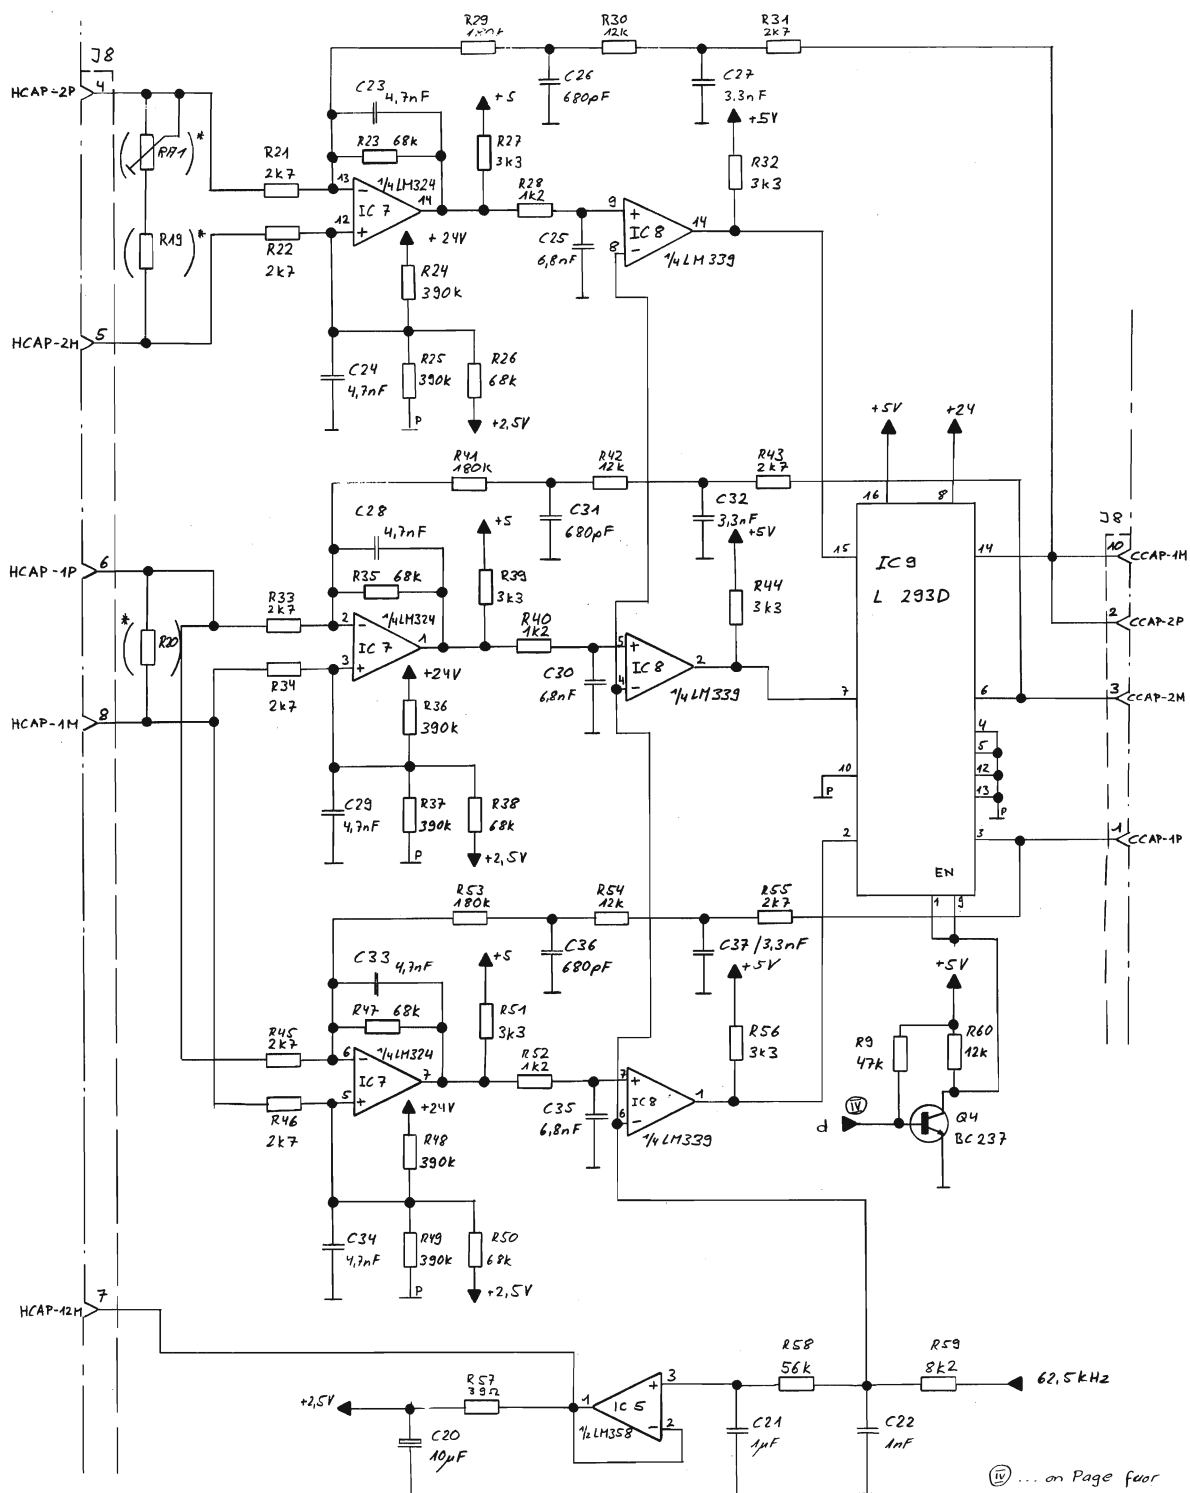 R29
R30
12k
R31
2k7
J8
HCAP-2P
4
C23
4,7nF
+5
C26
680pF
C27
3.3nF
+5V
( RA1 )*
R23 68k
R27
3k3
R32
3k3
R21
2k7
13
1/4 LM324
IC 7
14
R28
1k2
9
IC 8
14
12
+ 24V
( R19 )*
R22
2k7
C25
6,8nF
8
1/4 LM339
R24
390k
HCAP-2M
5
C24
4,7nF
R25
390k
R26
68k
P
+2,5V
+5V
+24
R41
180k
R42
12k
R43
2k7
16
8
C28
4,7nF
+5
C31
680pF
C32
3,3nF
+5V
J8
10
CCAP-1M
HCAP-1P
6
R35 68k
R39
3k3
R44
3k3
15
IC 9
L 293D
14
R33
2k7
2
1/4 LM324
IC 7
1
R40
1k2
5
IC 8
2
2
CCAP-2P
* ( R20 )
3
+24V
R34
2k7
C30
6,8nF
4
1/4 LM339
7
6
3
CCAP-2M
HCAP-1M
8
R36
390k
4
5
10
12
P
13
P
C29
4,7nF
R37
390k
R38
68k
2
3
1
CCAP-1P
P
+2,5V
EN
R53
180k
R54
12k
R55
2k7
1
9
C33
4,7nF
+5
C36
680pF
C37 /3,3nF
+5V
+5V
R47 68k
R51
3k3
R56
3k3
R9
47k
R60
12k
R45
2k7
6
1/4 LM324
IC 7
7
R52
1k2
7
IC 8
1
5
+24V
R46
2k7
C35
6,8nF
6
1/4 LM339
IV
d
Q4
BC 237
R48
390k
C34
4,7nF
R49
390k
R50
68k
P
+2,5V
HCAP-12M
7
R58
56k
R59
8k2
R57
39Ω
1
3
62,5kHz
+2,5V
IC 5
2
1/2 LM358
C20
10µF
C21
1µF
C22
1nF
IV ... on Page fuor